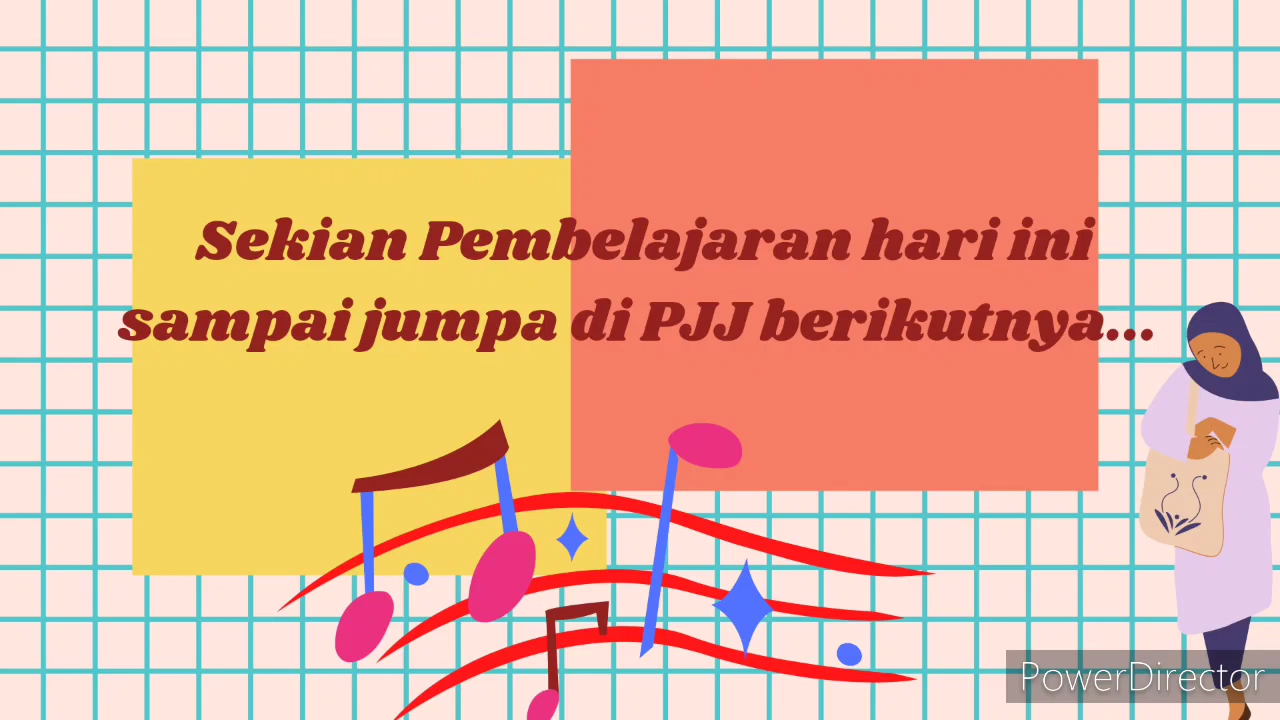 Sekian Pembelajaran hari ini
sampai jumpa di PJJ berikutnya...
PowerDirector